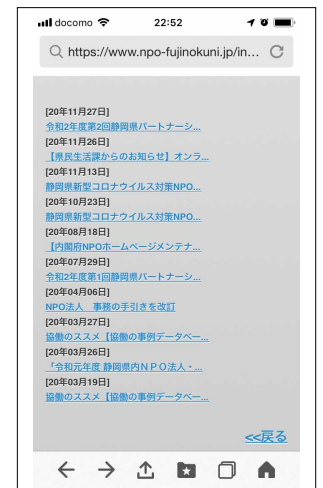 docomo 22:52
https://www.npo-fujinokuni.jp/in...
[20年11月27日]
令和2年度第2回静岡県パートナーシ...
[20年11月26日]
【県民生活課からのお知らせ】オンラ...
[20年11月13日]
静岡県新型コロナウイルス対策NPO...
[20年10月23日]
静岡県新型コロナウイルス対策NPO...
[20年08月18日]
【内閣府NPOホームページメンテナ...
[20年07月29日]
令和2年度第1回静岡県パートナーシ...
[20年04月06日]
NPO法人　事務の手引きを改訂
[20年03月27日]
協働のススメ【協働の事例データベー...
[20年03月26日]
「令和元年度 静岡県内ＮＰＯ法人・...
[20年03月19日]
協働のススメ【協働の事例データベー...
<<戻る